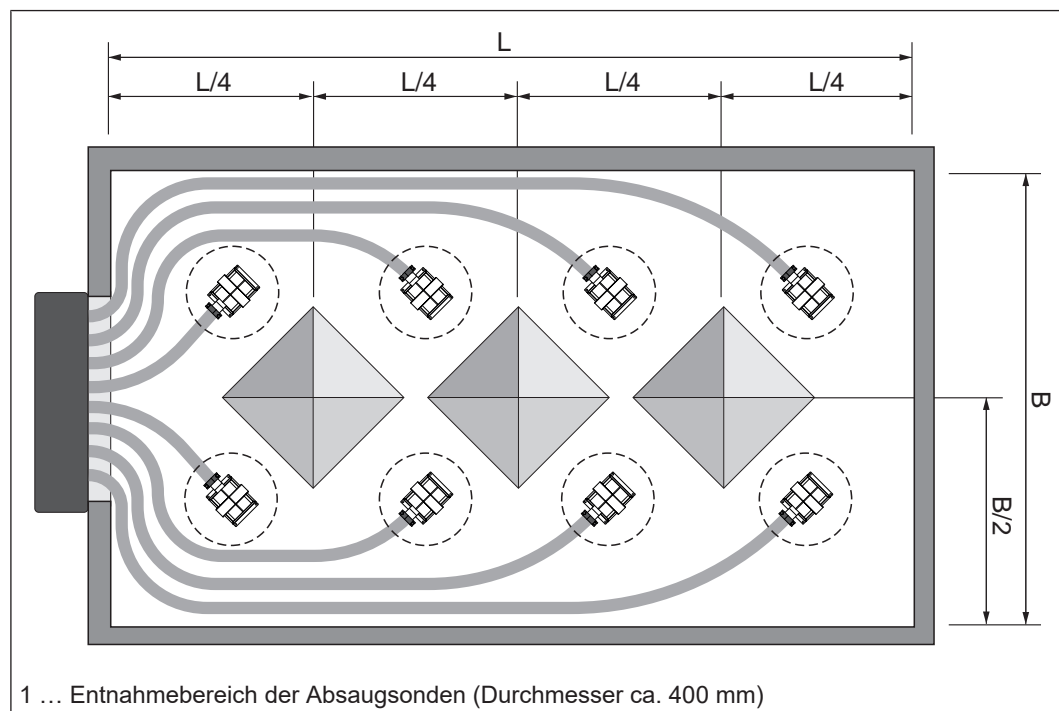 L
L/4 L/4 L/4 L/4
B
B/2
1 … Entnahmebereich der Absaugsonden (Durchmesser ca. 400 mm)